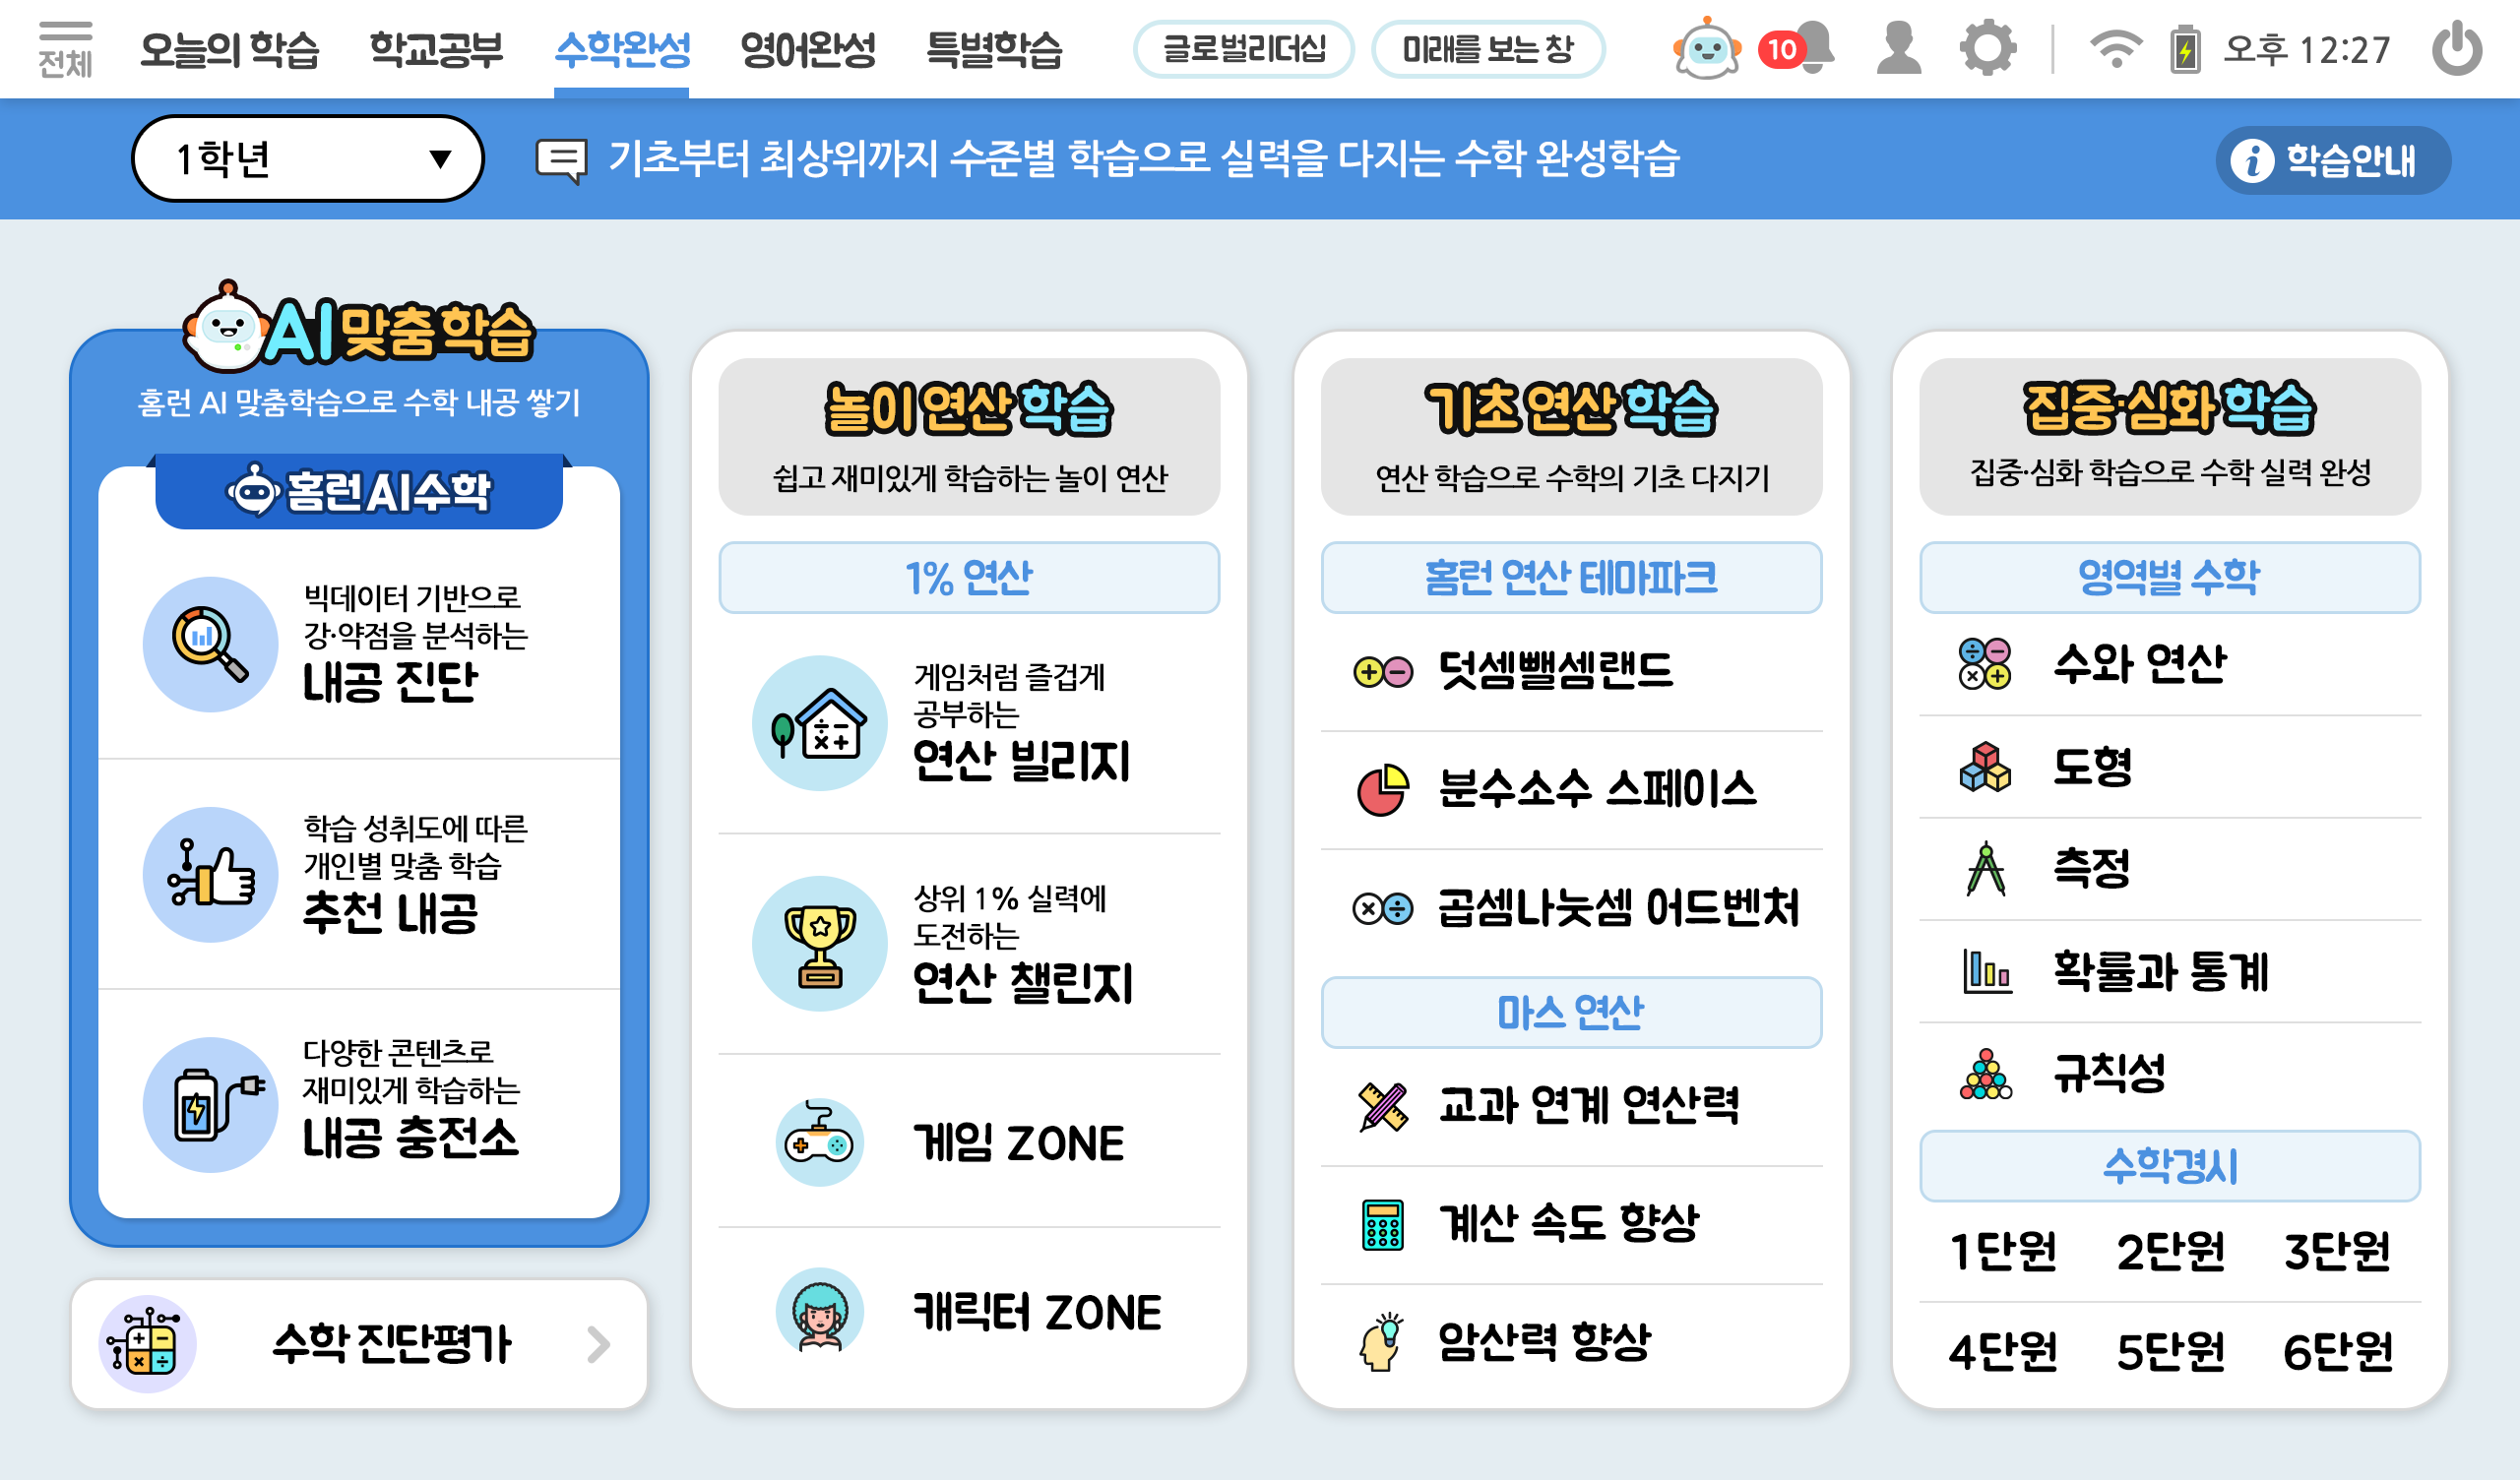 전체
오늘의 학습
학교공부
수학완성
영어완성
특별학습
글로벌리더십
미래를 보는 창
10
오후 12:27
1학년
기초부터 최상위까지 수준별 학습으로 실력을 다지는 수학 완성학습
i 학습안내
AI 맞춤학습
홈런 AI 맞춤학습으로 수학 내공 쌓기
홈런AI수학
빅데이터 기반으로
강·약점을 분석하는
내공 진단
학습 성취도에 따른
개인별 맞춤 학습
추천 내공
다양한 콘텐츠로
재미있게 학습하는
내공 충전소
수학 진단평가
놀이 연산 학습
쉽고 재미있게 학습하는 놀이 연산
1% 연산
게임처럼 즐겁게
공부하는
연산 빌리지
상위 1% 실력에
도전하는
연산 챌린지
게임 ZONE
캐릭터 ZONE
기초 연산 학습
연산 학습으로 수학의 기초 다지기
홈런 연산 테마파크
덧셈뺄셈랜드
분수소수 스페이스
곱셈나눗셈 어드벤처
마스 연산
교과 연계 연산력
계산 속도 향상
암산력 향상
집중·심화 학습
집중·심화 학습으로 수학 실력 완성
영역별 수학
수와 연산
도형
측정
확률과 통계
규칙성
수학경시
1단원 2단원 3단원
4단원 5단원 6단원